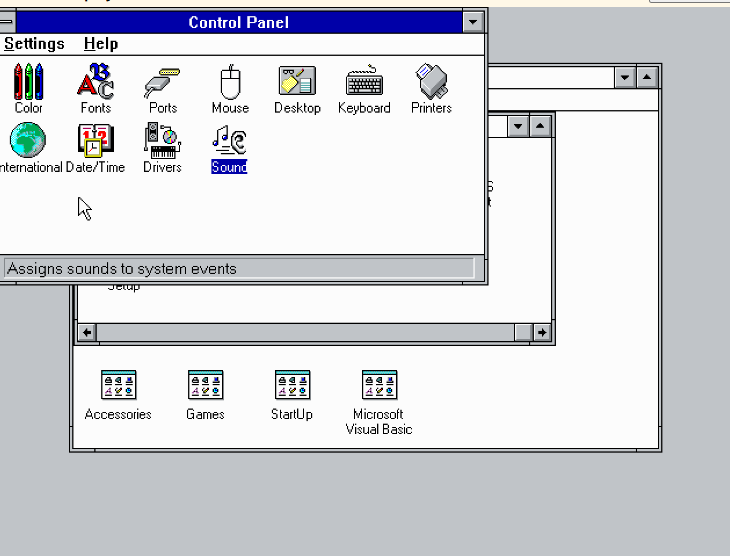 Control Panel
Settings Help
Color Fonts Ports Mouse Desktop Keyboard Printers
nternational Date/Time Drivers Sound
Assigns sounds to system events
Setup
Accessories Games StartUp Microsoft
Visual Basic